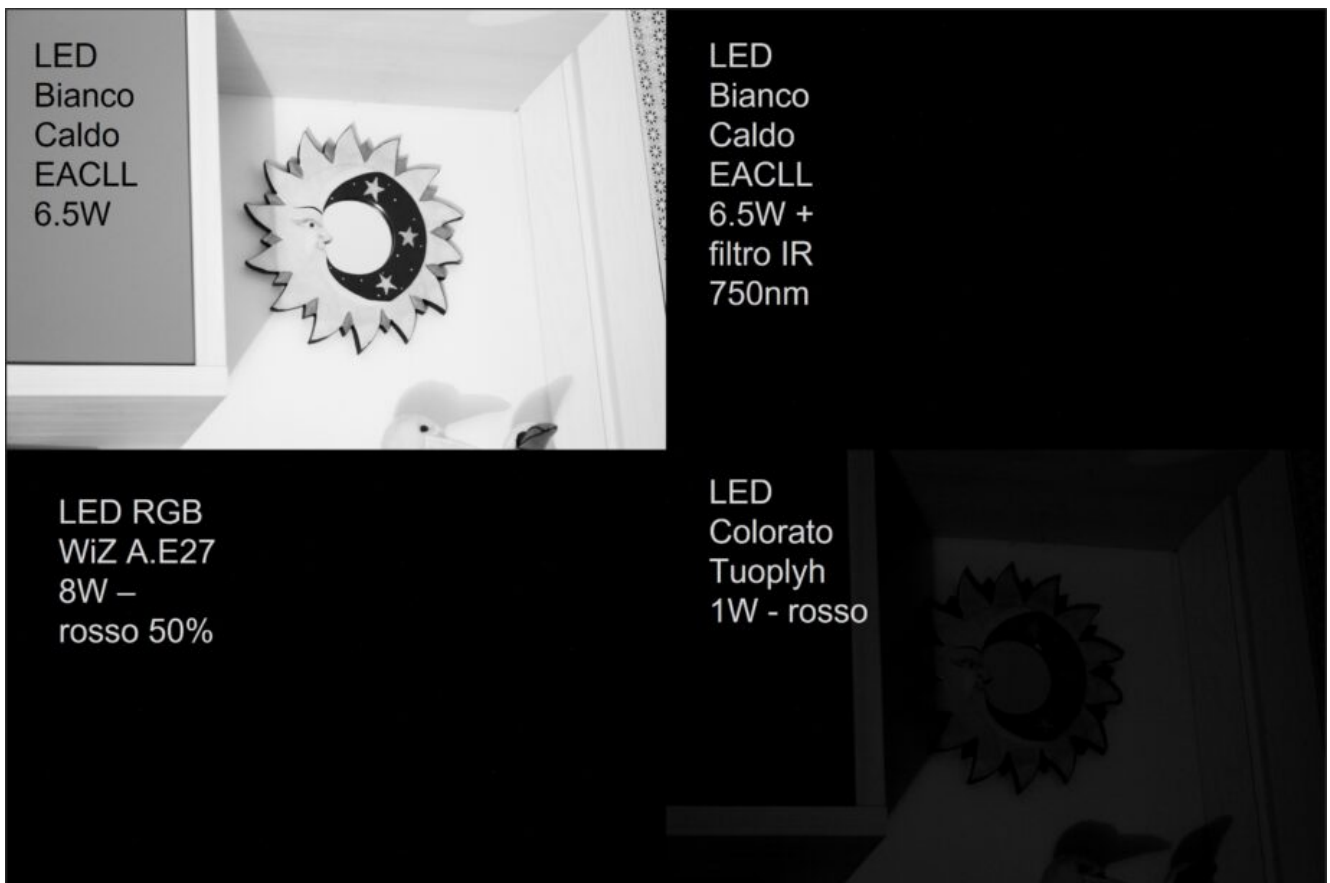 LED
Bianco
Caldo
EACLL
6.5W
LED
Bianco
Caldo
EACLL
6.5W +
filtro IR
750nm
LED RGB
WiZ A.E27
8W –
rosso 50%
LED
Colorato
Tuoplyh
1W - rosso